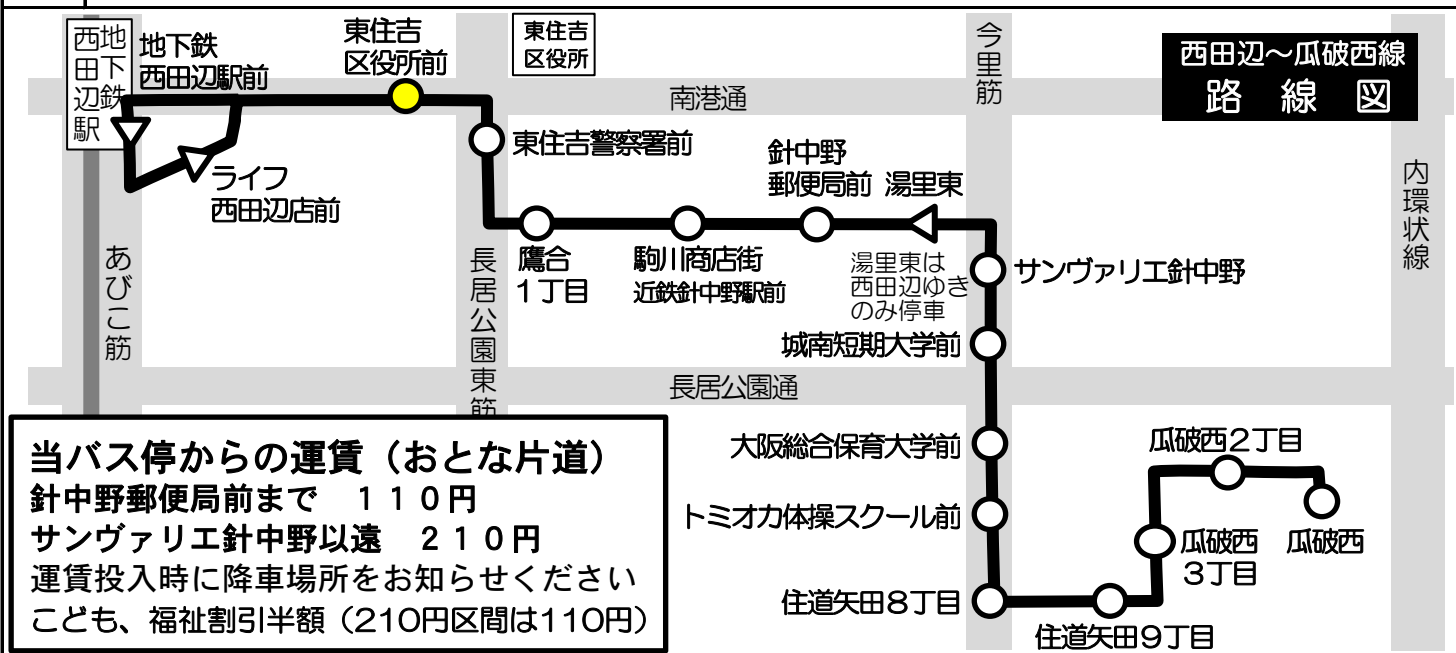 地下鉄
西田辺駅
地下鉄
西田辺駅前
東住吉
区役所前
東住吉
区役所
今里筋
西田辺～瓜破西線
路線図
南港通
東住吉警察署前
針中野
郵便局前
湯里東
ライフ
西田辺店前
内環状線
あびこ筋
長居公園東筋
鷹合
1丁目
駒川商店街
近鉄針中野駅前
湯里東は
西田辺ゆき
のみ停車
サンヴァリエ針中野
城南短期大学前
長居公園通
大阪総合保育大学前
瓜破西2丁目
トミオカ体操スクール前
瓜破西
3丁目
瓜破西
住道矢田8丁目
住道矢田9丁目
当バス停からの運賃（おとな片道）
針中野郵便局前まで　１１０円
サンヴァリエ針中野以遠　２１０円
運賃投入時に降車場所をお知らせください
こども、福祉割引半額（210円区間は110円）